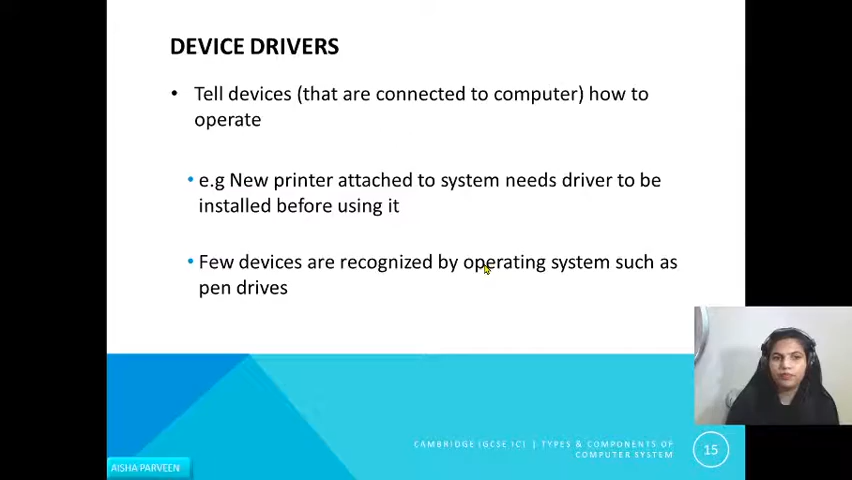 DEVICE DRIVERS
• Tell devices (that are connected to computer) how to
operate
• e.g New printer attached to system needs driver to be
installed before using it
• Few devices are recognized by operating system such as
pen drives
CAMBRIDGE IGCSE ICT | TYPES & COMPONENTS OF
COMPUTER SYSTEM
15
AISHA PARVEEN